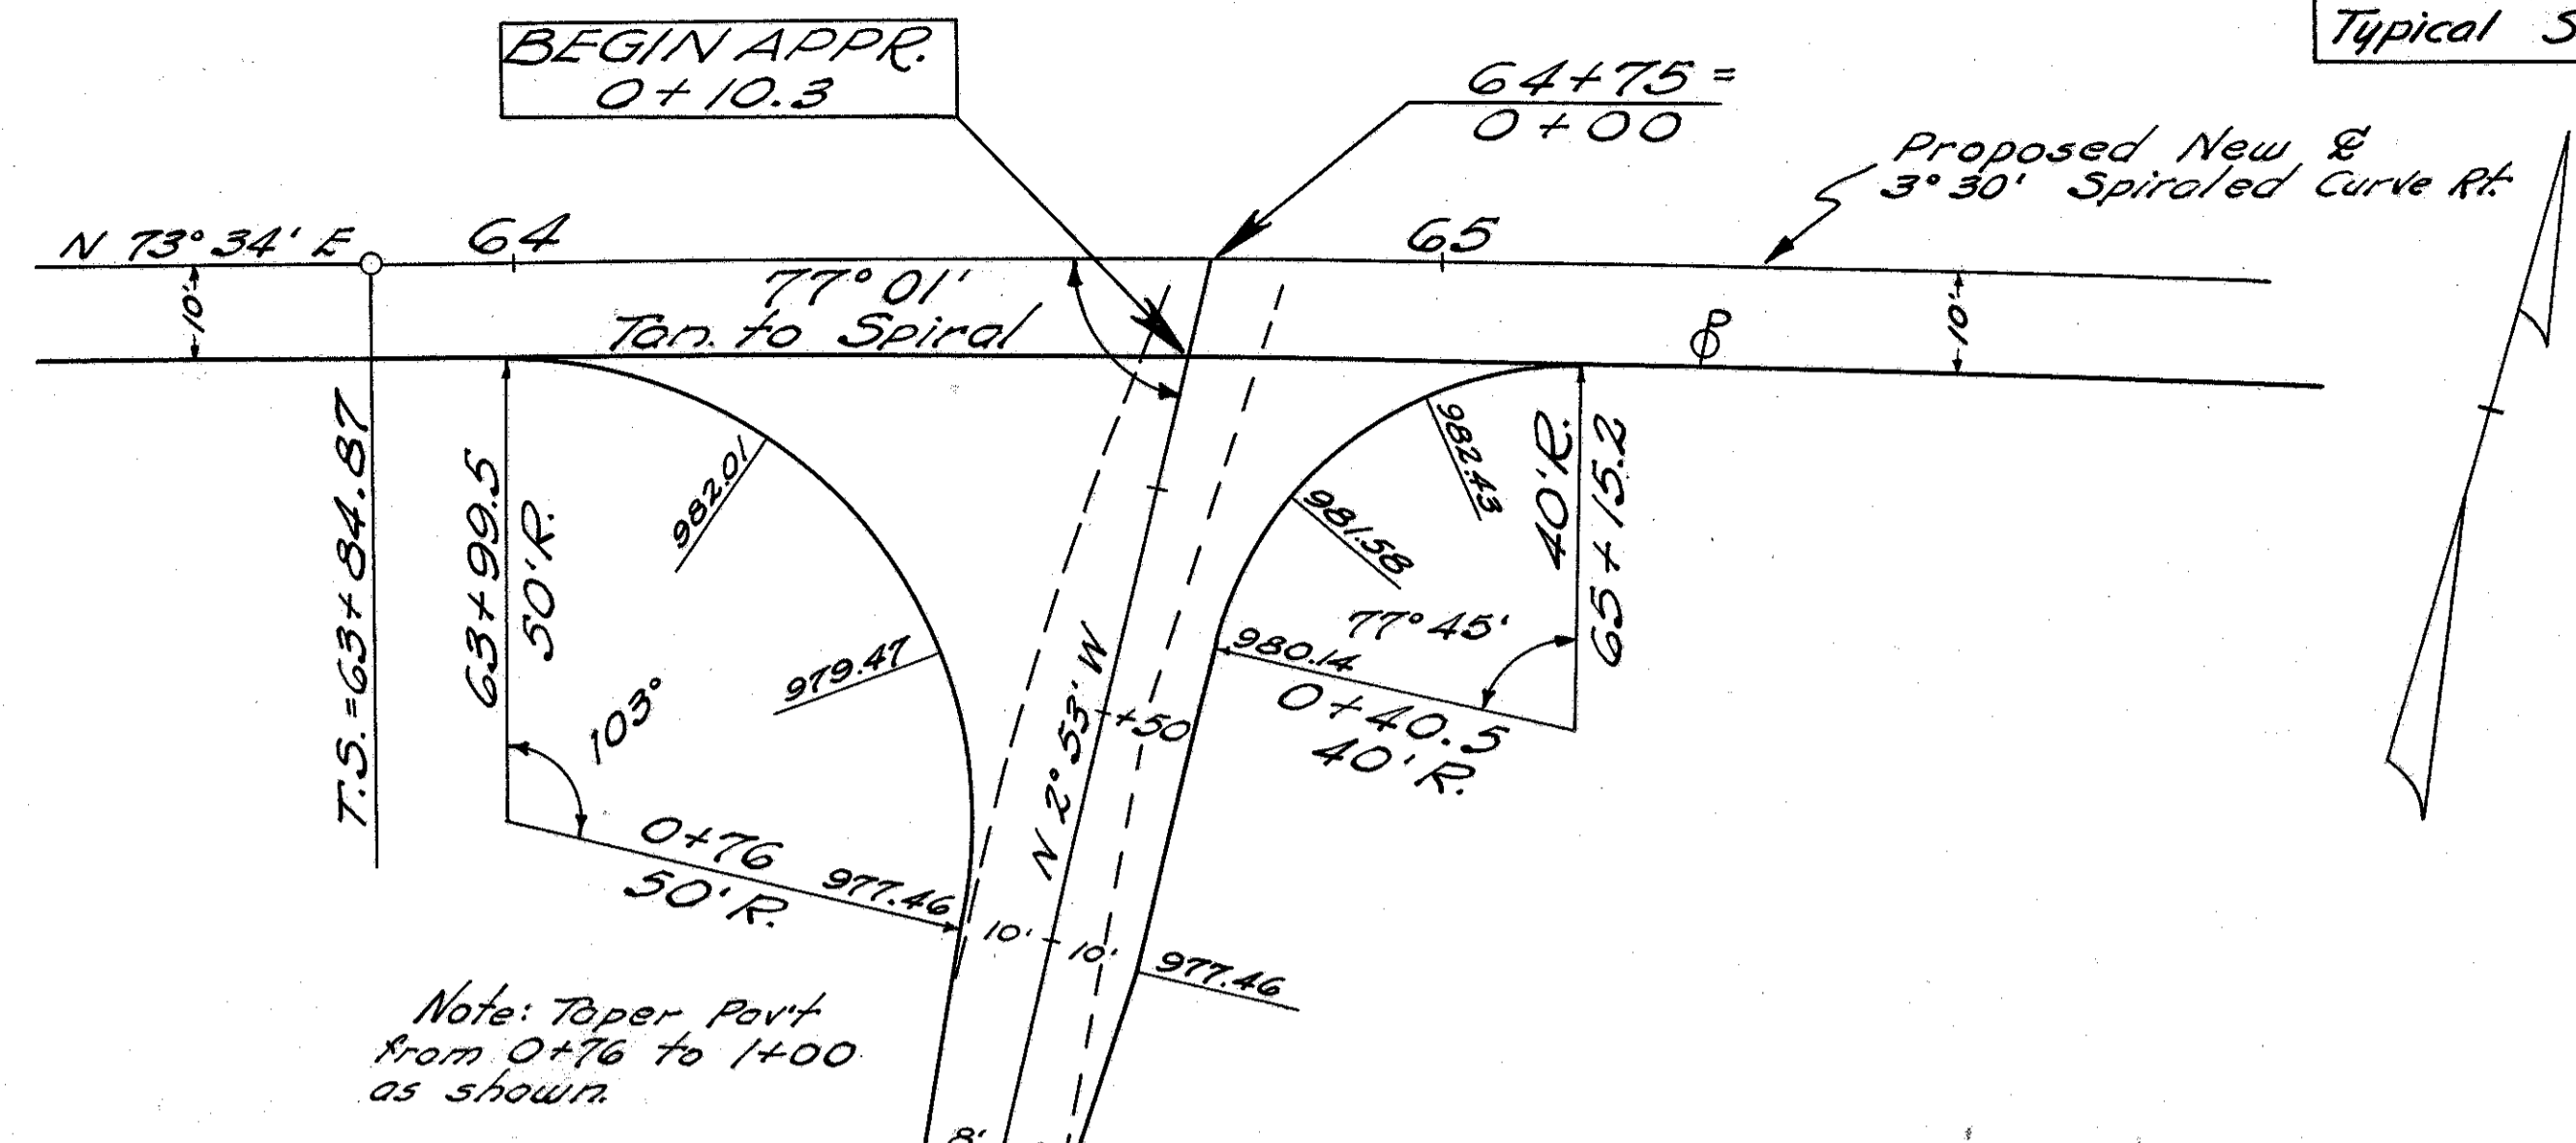 Typical
BEGIN APPR.
0+10.3
64+75 =
0+00
Proposed New ℄
3° 30' Spiraled Curve Rt.
N 73° 34' E
64
65
10'
77° 01'
Tan. to Spiral
10'
P
T.S. = 63+84.87
63+99.5
50' R.
982.01
979.47
103°
0+76
50' R.
977.46
N 2° 53' W
+50
982.43
981.58
980.14
40' R.
65+15.2
77° 45'
0+40.5
40' R.
10'
10'
977.46
Note: Taper Pav't
from 0+76 to 1+00
as shown.
8'